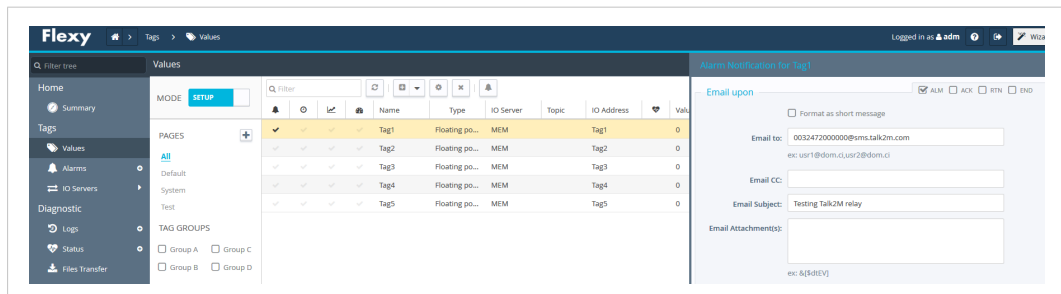 Flexy
Tags
Values
Logged in as adm
Wiza
Filter tree
Values
Alarm Notification for Tag1
Home
Summary
Tags
Values
Alarms
IO Servers
Diagnostic
Logs
Status
Files Transfer
MODE SETUP
PAGES
All
Default
System
Test
TAG GROUPS
Group A Group C
Group B Group D
Filter
Name Type IO Server Topic IO Address Valu
Tag1 Floating po... MEM Tag1 0
Tag2 Floating po... MEM Tag2 0
Tag3 Floating po... MEM Tag3 0
Tag4 Floating po... MEM Tag4 0
Tag5 Floating po... MEM Tag5 0
Email upon ALM ACK RTN END
Format as short message
Email to: 0032472000000@sms.talk2m.com
ex: usr1@dom.ci,usr2@dom.ci
Email CC:
Email Subject: Testing Talk2M relay
Email Attachment(s):
ex: &[$dtEV]